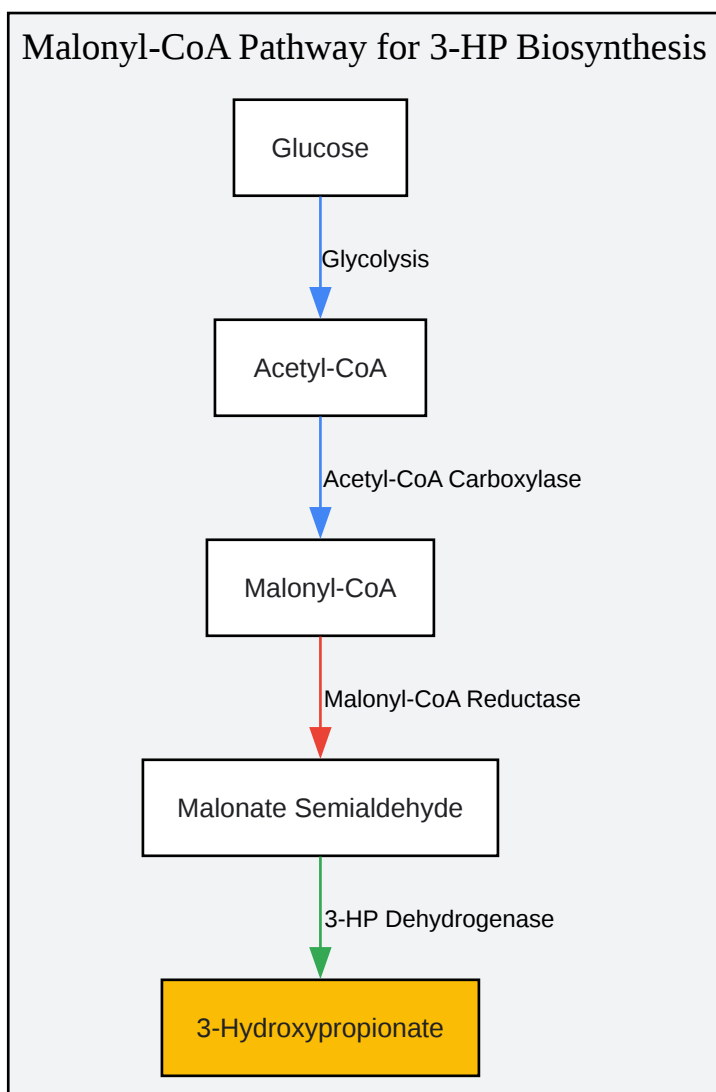 Malonyl-CoA Pathway for 3-HP Biosynthesis
Glucose
Glycolysis
Acetyl-CoA
Acetyl-CoA Carboxylase
Malonyl-CoA
Malonyl-CoA Reductase
Malonate Semialdehyde
3-HP Dehydrogenase
3-Hydroxypropionate